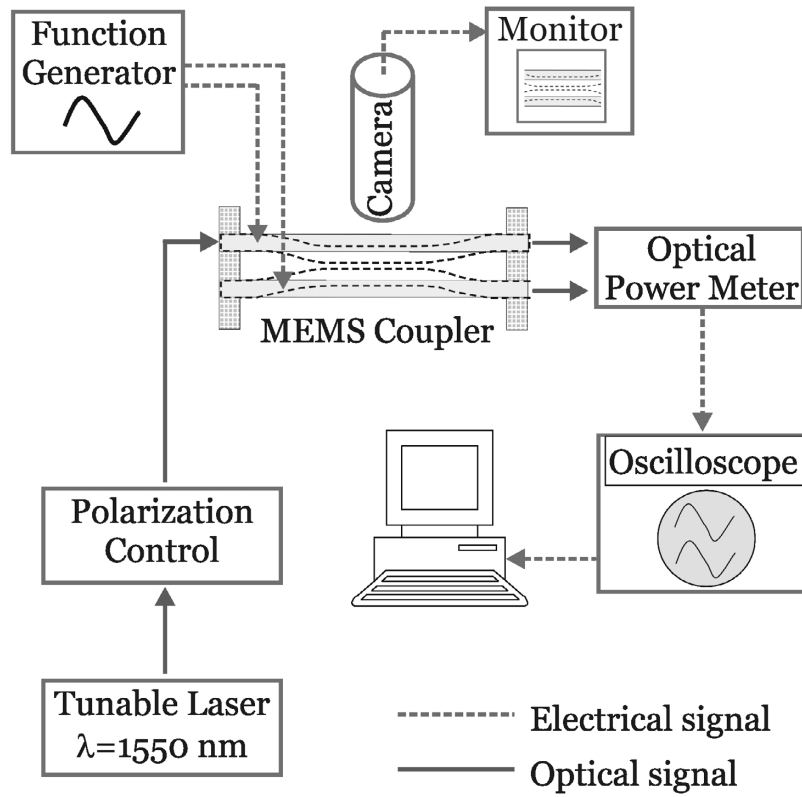 Function
Generator
Monitor
Camera
Optical
Power Meter
MEMS Coupler
Oscilloscope
Polarization
Control
Tunable Laser
λ=1550 nm
Electrical signal
Optical signal